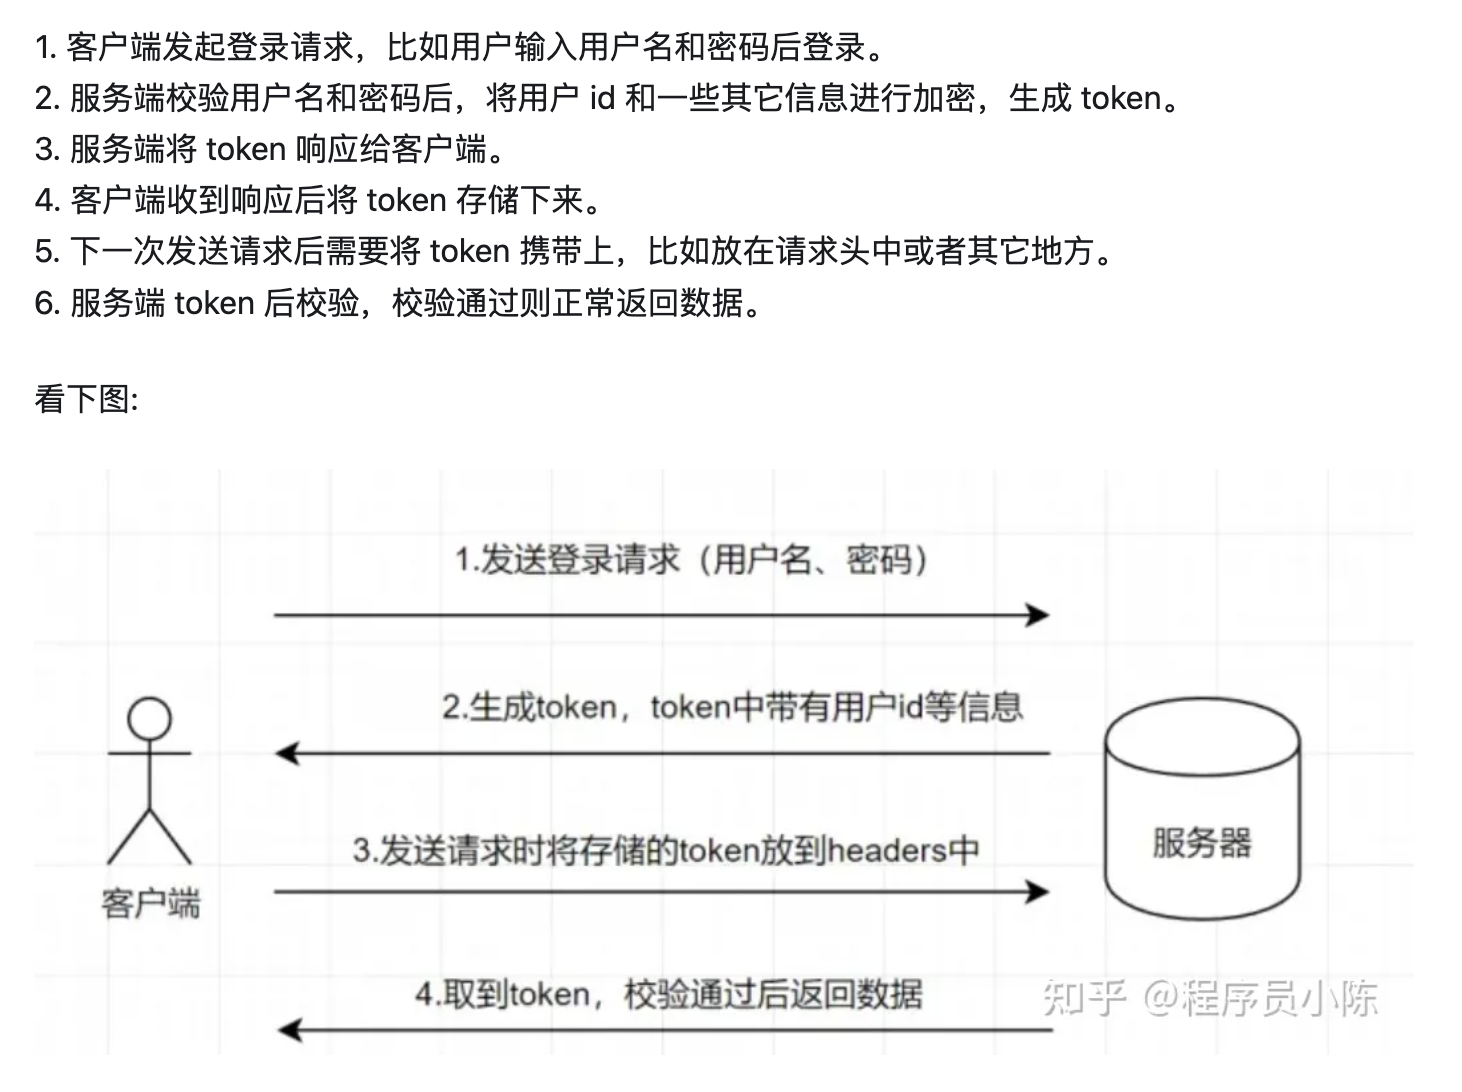 1. 客户端发起登录请求，比如用户输入用户名和密码后登录。
2. 服务端校验用户名和密码后，将用户 id 和一些其它信息进行加密，生成 token。
3. 服务端将 token 响应给客户端。
4. 客户端收到响应后将 token 存储下来。
5. 下一次发送请求后需要将 token 携带上，比如放在请求头中或者其它地方。
6. 服务端 token 后校验，校验通过则正常返回数据。
看下图:
1.发送登录请求（用户名、密码）
2.生成token，token中带有用户id等信息
3.发送请求时将存储的token放到headers中
服务器
客户端
4.取到token，校验通过后返回数据
知乎 @程序员小陈